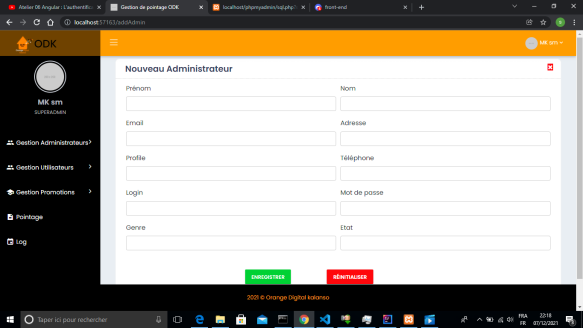 Atelier 06 Angular : L'authentifi
Gestion de pointage ODK
localhost/phpmyadmin/sql.php?
front-end
localhost:57163/addAdmin
ODK
MK sm
MK sm
SUPERADMIN
Gestion Administrateurs
Gestion Utilisateurs
Gestion Promotions
Pointage
Log
Nouveau Administrateur
Prénom
Nom
Email
Adresse
Profile
Téléphone
Login
Mot de passe
Genre
Etat
ENREGISTRER
RÉINITIALISER
2021 © Orange Digital kalanso
Taper ici pour rechercher
FRA
FR
22:18
07/12/2021